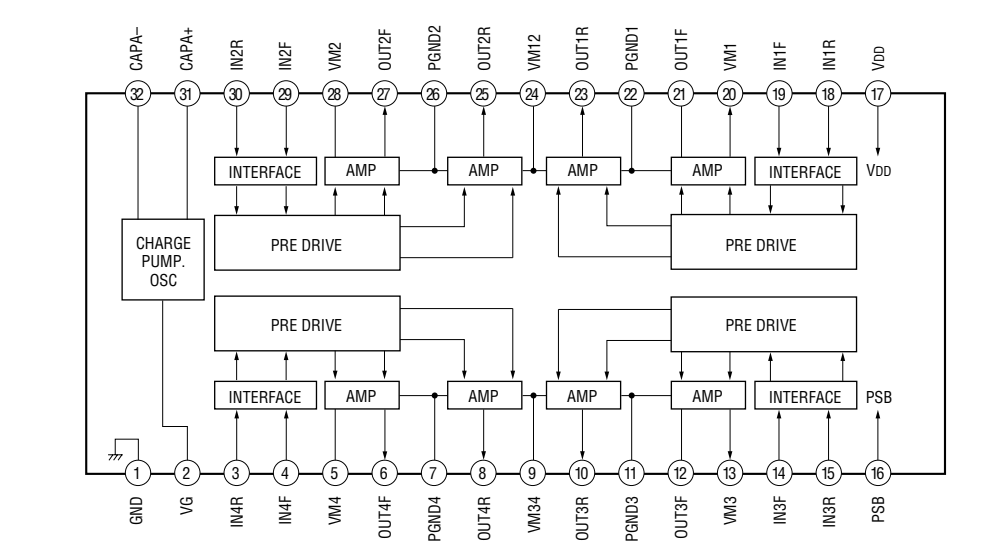 CAPA−
CAPA+
IN2R
IN2F
VM2
OUT2F
PGND2
OUT2R
VM12
OUT1R
PGND1
OUT1F
VM1
IN1F
IN1R
VDD
32
31
30
29
28
27
26
25
24
23
22
21
20
19
18
17
INTERFACE
AMP
AMP
AMP
AMP
INTERFACE
VDD
PRE DRIVE
PRE DRIVE
CHARGE
PUMP.
OSC
PRE DRIVE
PRE DRIVE
INTERFACE
AMP
AMP
AMP
AMP
INTERFACE
PSB
1
2
3
4
5
6
7
8
9
10
11
12
13
14
15
16
GND
VG
IN4R
IN4F
VM4
OUT4F
PGND4
OUT4R
VM34
OUT3R
PGND3
OUT3F
VM3
IN3F
IN3R
PSB